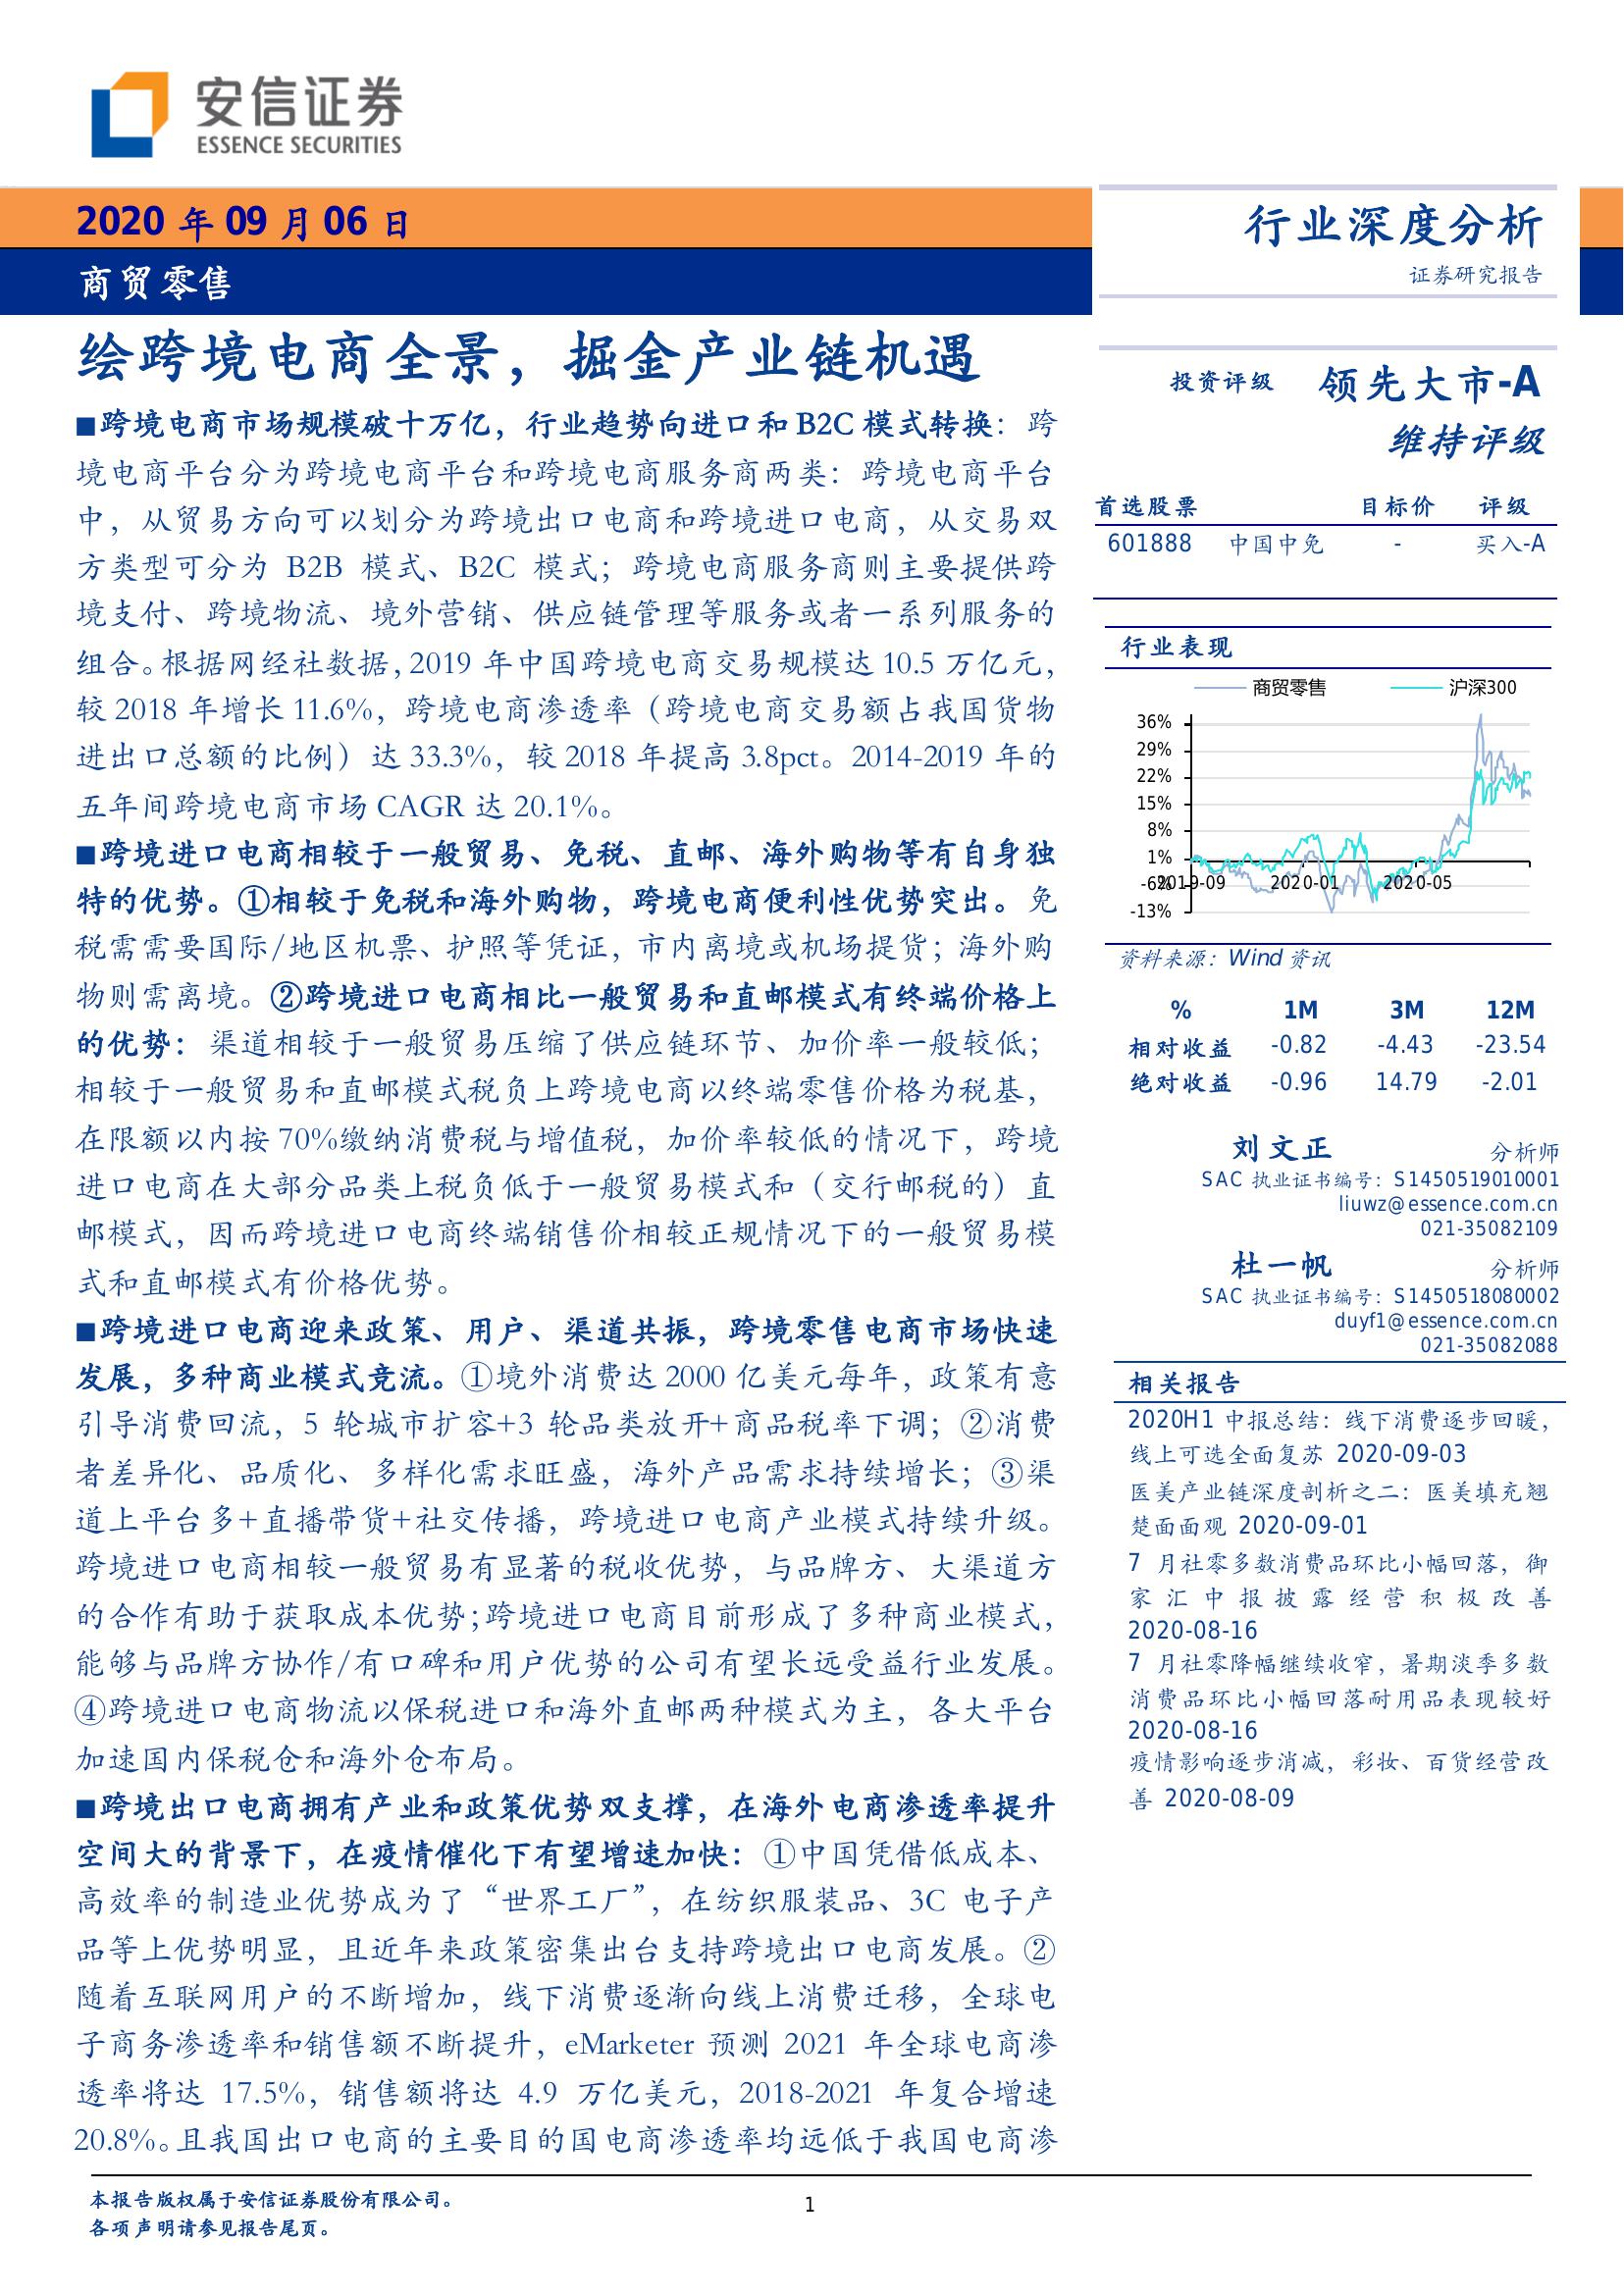 安信证券
ESSENCE SECURITIES
2020 年 09 月 06 日
商贸零售
行业深度分析
证券研究报告
绘跨境电商全景，掘金产业链机遇
■跨境电商市场规模破十万亿，行业趋势向进口和 B2C 模式转换：跨
境电商平台分为跨境电商平台和跨境电商服务商两类：跨境电商平台
中，从贸易方向可以划分为跨境出口电商和跨境进口电商，从交易双
方类型可分为 B2B 模式、B2C 模式；跨境电商服务商则主要提供跨
境支付、跨境物流、境外营销、供应链管理等服务或者一系列服务的
组合。根据网经社数据，2019 年中国跨境电商交易规模达 10.5 万亿元，
较 2018 年增长 11.6%，跨境电商渗透率（跨境电商交易额占我国货物
进出口总额的比例）达 33.3%，较 2018 年提高 3.8pct。2014-2019 年的
五年间跨境电商市场 CAGR 达 20.1%。
■跨境进口电商相较于一般贸易、免税、直邮、海外购物等有自身独
特的优势。①相较于免税和海外购物，跨境电商便利性优势突出。免
税需需要国际/地区机票、护照等凭证，市内离境或机场提货；海外购
物则需离境。②跨境进口电商相比一般贸易和直邮模式有终端价格上
的优势：渠道相较于一般贸易压缩了供应链环节、加价率一般较低；
相较于一般贸易和直邮模式税负上跨境电商以终端零售价格为税基，
在限额以内按 70%缴纳消费税与增值税，加价率较低的情况下，跨境
进口电商在大部分品类上税负低于一般贸易模式和（交行邮税的）直
邮模式，因而跨境进口电商终端销售价相较正规情况下的一般贸易模
式和直邮模式有价格优势。
■跨境进口电商迎来政策、用户、渠道共振，跨境零售电商市场快速
发展，多种商业模式竞流。①境外消费达 2000 亿美元每年，政策有意
引导消费回流，5 轮城市扩容+3 轮品类放开+商品税率下调；②消费
者差异化、品质化、多样化需求旺盛，海外产品需求持续增长；③渠
道上平台多+直播带货+社交传播，跨境进口电商产业模式持续升级。
跨境进口电商相较一般贸易有显著的税收优势，与品牌方、大渠道方
的合作有助于获取成本优势；跨境进口电商目前形成了多种商业模式，
能够与品牌方协作/有口碑和用户优势的公司有望长远受益行业发展。
④跨境进口电商物流以保税进口和海外直邮两种模式为主，各大平台
加速国内保税仓和海外仓布局。
■跨境出口电商拥有产业和政策优势双支撑，在海外电商渗透率提升
空间大的背景下，在疫情催化下有望增速加快：①中国凭借低成本、
高效率的制造业优势成为了“世界工厂”，在纺织服装品、3C 电子产
品等上优势明显，且近年来政策密集出台支持跨境出口电商发展。②
随着互联网用户的不断增加，线下消费逐渐向线上消费迁移，全球电
子商务渗透率和销售额不断提升，eMarketer 预测 2021 年全球电商渗
透率将达 17.5%，销售额将达 4.9 万亿美元，2018-2021 年复合增速
20.8%。且我国出口电商的主要目的国电商渗透率均远低于我国电商渗
投资评级 领先大市-A
维持评级
首选股票 目标价 评级
601888 中国中免 - 买入-A
行业表现
商贸零售 沪深300
36%
29%
22%
15%
8%
1%
-6%
-13%
2019-09 2020-01 2020-05
资料来源：Wind 资讯
% 1M 3M 12M
相对收益 -0.82 -4.43 -23.54
绝对收益 -0.96 14.79 -2.01
刘文正 分析师
SAC 执业证书编号：S1450519010001
liuwz@essence.com.cn
021-35082109
杜一帆 分析师
SAC 执业证书编号：S1450518080002
duyf1@essence.com.cn
021-35082088
相关报告
2020H1 中报总结：线下消费逐步回暖，
线上可选全面复苏 2020-09-03
医美产业链深度剖析之二：医美填充翘
楚面面观 2020-09-01
7 月社零多数消费品环比小幅回落，御
家汇中报披露经营积极改善
2020-08-16
7 月社零降幅继续收窄，暑期淡季多数
消费品环比小幅回落耐用品表现较好
2020-08-16
疫情影响逐步消减，彩妆、百货经营改
善 2020-08-09
本报告版权属于安信证券股份有限公司。
各项声明请参见报告尾页。
1